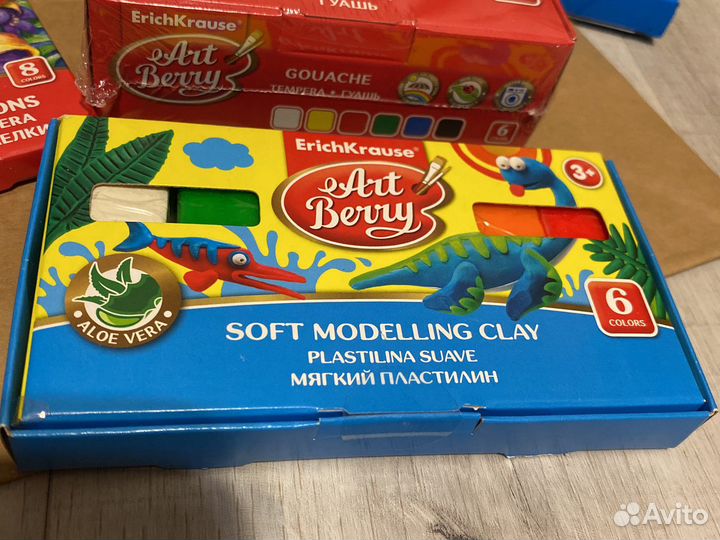 ErichKrause®
Art
Berry®
ГУАШЬ
GOUACHE
TEMPERA • ГУАШЬ
6
8
COLORS
ONS
ERA
ЕЛКИ
ErichKrause®
Art
Berry®
3+
ALOE VERA
6
COLORS
SOFT MODELLING CLAY
PLASTILINA SUAVE
МЯГКИЙ ПЛАСТИЛИН
Avito